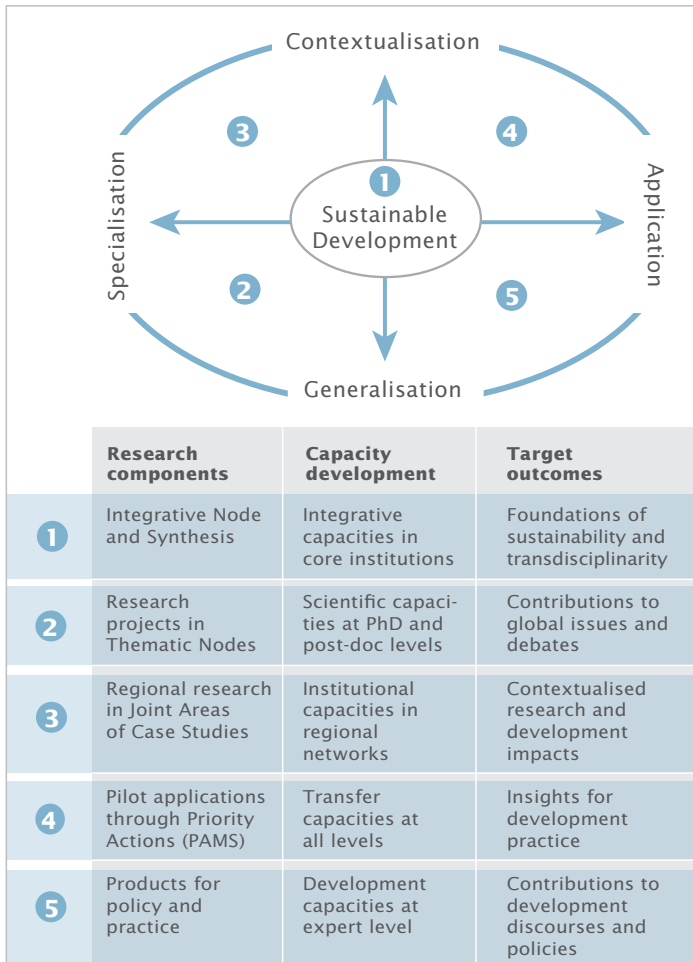 Contextualisation
3
4
1
Specialisation
Sustainable
Development
Application
2
5
Generalisation
Research
components
Capacity
development
Target
outcomes
1
Integrative Node
and Synthesis
Integrative
capacities in
core institutions
Foundations of
sustainability and
transdisciplinarity
2
Research
projects in
Thematic Nodes
Scientific capaci-
ties at PhD and
post-doc levels
Contributions to
global issues and
debates
3
Regional research
in Joint Areas
of Case Studies
Institutional
capacities in
regional
networks
Contextualised
research and
development
impacts
4
Pilot applications
through Priority
Actions (PAMS)
Transfer
capacities at
all levels
Insights for
development
practice
5
Products for
policy and
practice
Development
capacities at
expert level
Contributions to
development
discourses and
policies